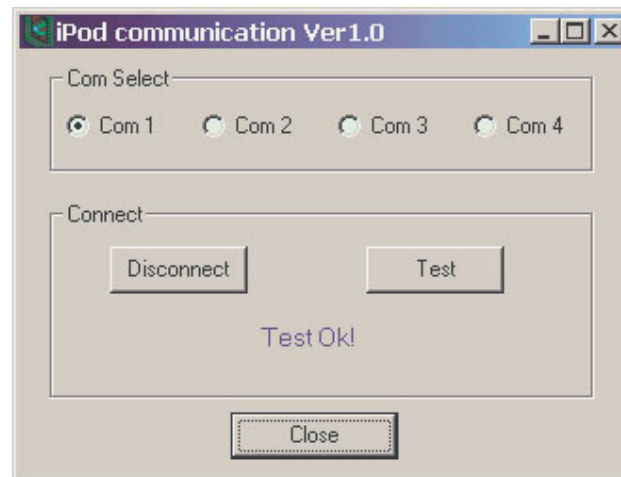 iPod communication Ver1.0
Com Select
Com 1 Com 2 Com 3 Com 4
Connect
Disconnect Test
Test Ok!
Close